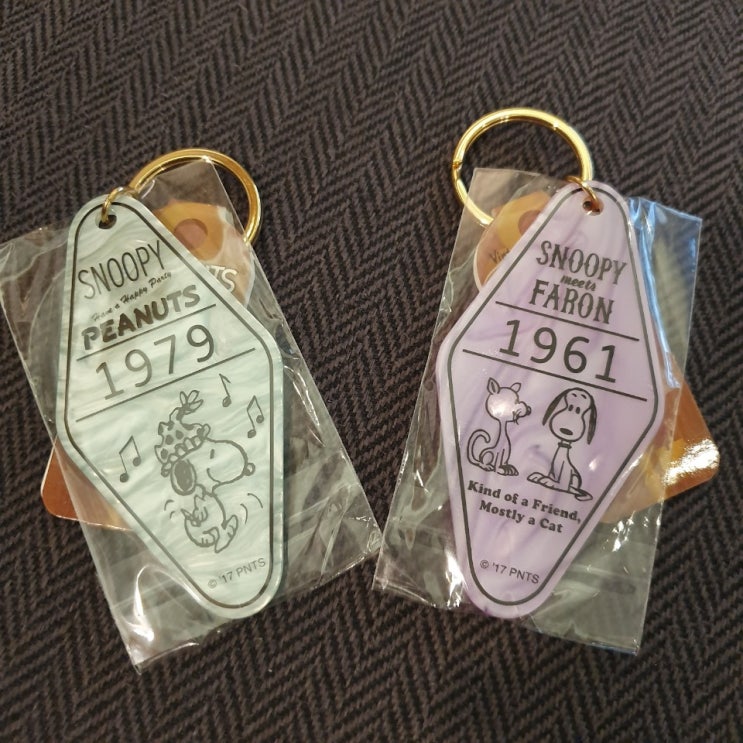 SNOOPY
Have a Happy Party
PEANUTS
1979
© '17 PNTS
SNOOPY
meets
FARON
1961
Kind of a Friend,
Mostly a Cat
© '17 PNTS